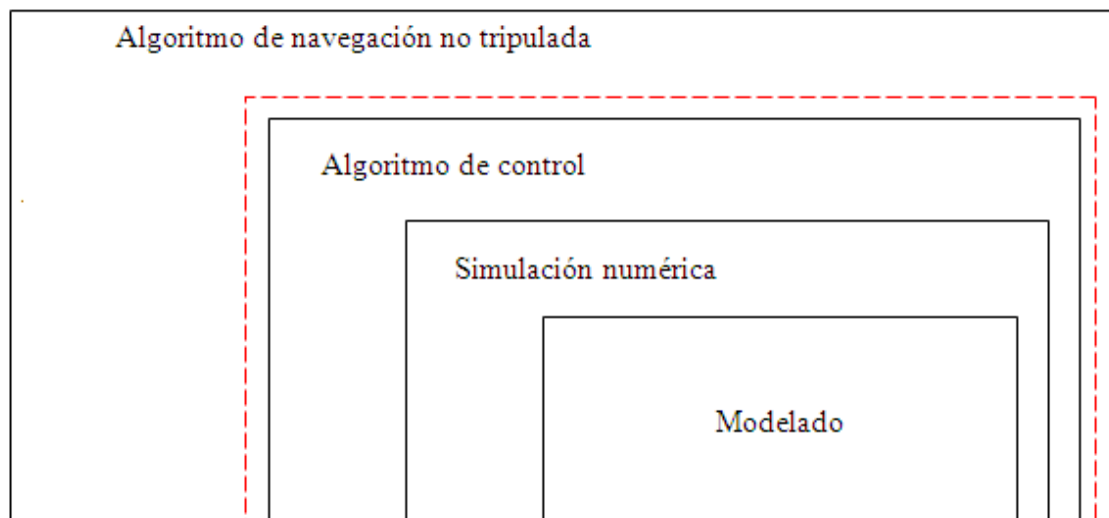 Algoritmo de navegación no tripulada
Algoritmo de control
Simulación numérica
Modelado